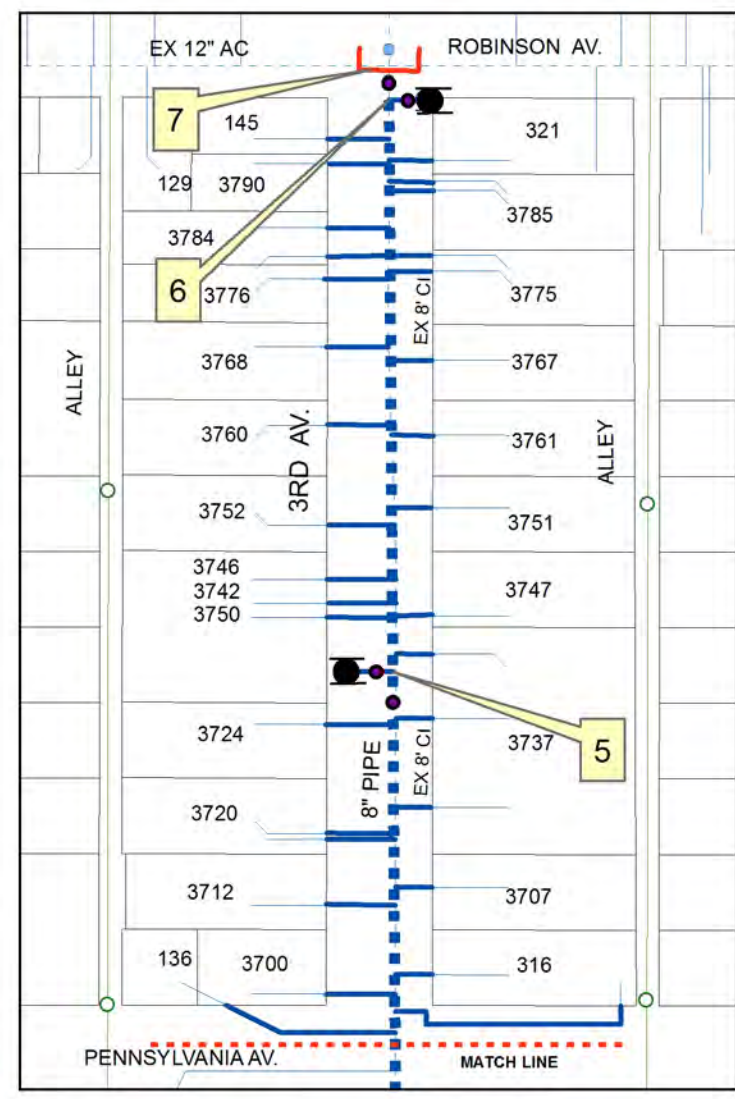 EX 12" AC
ROBINSON AV.
7
145
321
129
3790
3785
3784
6
3776
3775
EX 8' CI
3768
3767
ALLEY
3RD AV.
3760
3761
ALLEY
3752
3751
3746
3742
3750
3747
3724
3737
5
8" PIPE
EX 8' CI
3720
3712
3707
136
3700
316
PENNSYLVANIA AV.
MATCH LINE